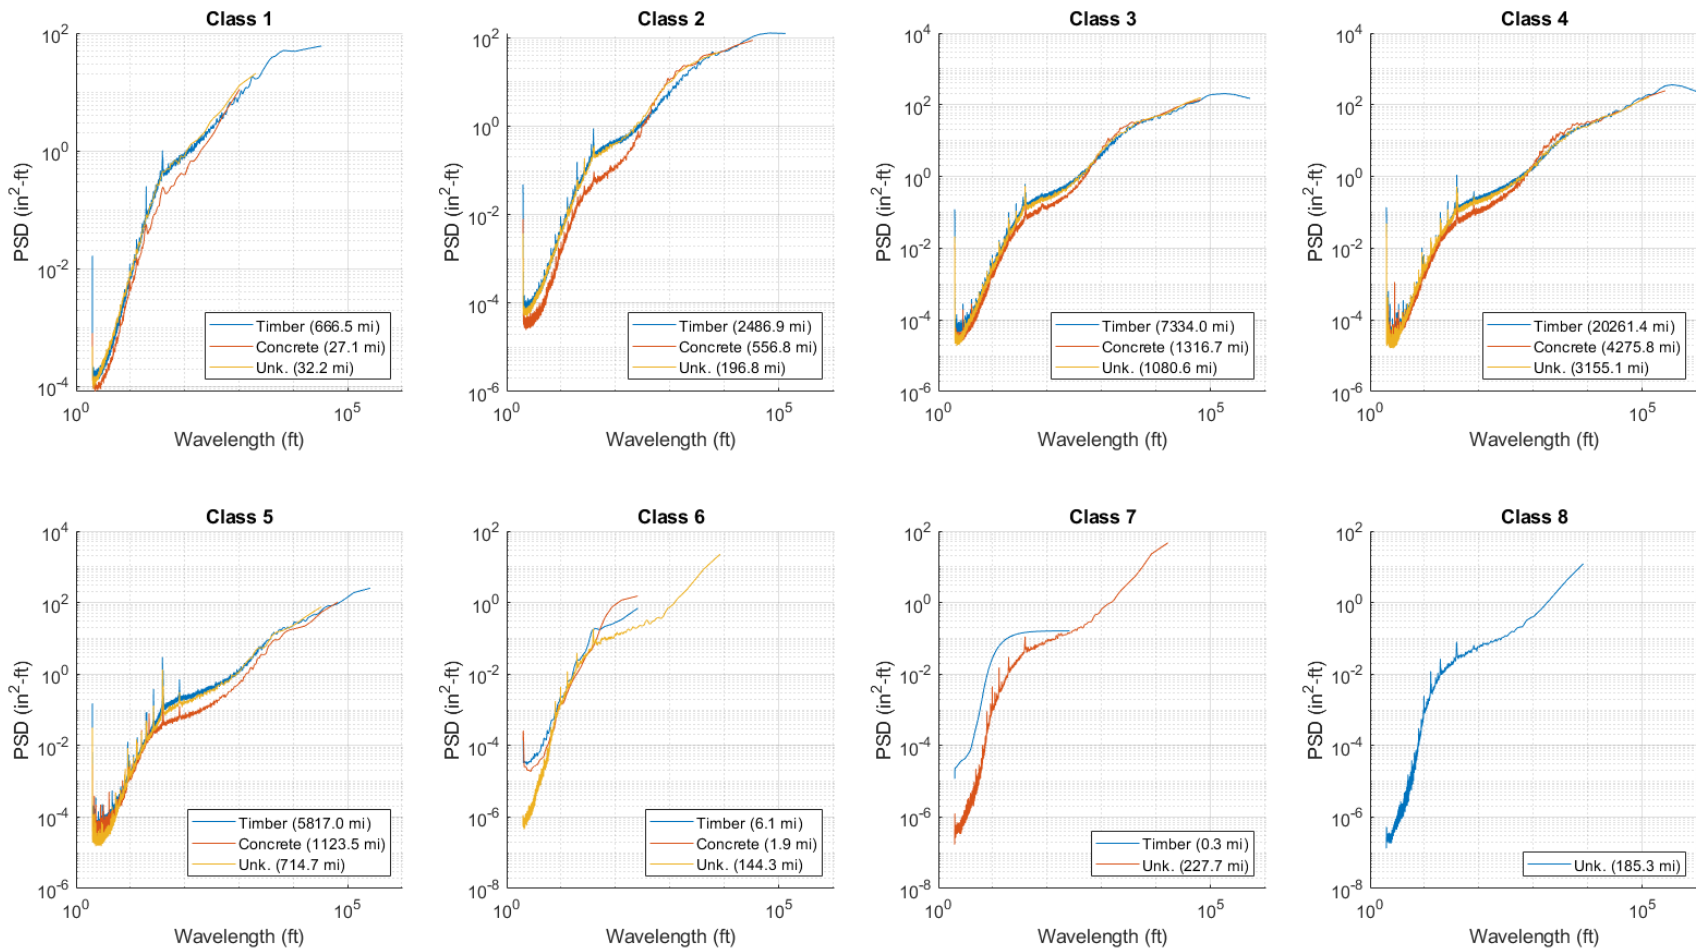 Class 1
10^2
10^0
10^-2
10^-4
PSD (in^2-ft)
Timber (666.5 mi)
Concrete (27.1 mi)
Unk. (32.2 mi)
10^0
10^5
Wavelength (ft)
Class 2
10^2
10^0
10^-2
10^-4
10^-6
PSD (in^2-ft)
Timber (2486.9 mi)
Concrete (556.8 mi)
Unk. (196.8 mi)
10^0
10^5
Wavelength (ft)
Class 3
10^4
10^2
10^0
10^-2
10^-4
10^-6
PSD (in^2-ft)
Timber (7334.0 mi)
Concrete (1316.7 mi)
Unk. (1080.6 mi)
10^0
10^5
Wavelength (ft)
Class 4
10^4
10^2
10^0
10^-2
10^-4
10^-6
PSD (in^2-ft)
Timber (20261.4 mi)
Concrete (4275.8 mi)
Unk. (3155.1 mi)
10^0
10^5
Wavelength (ft)
Class 5
10^4
10^2
10^0
10^-2
10^-4
10^-6
PSD (in^2-ft)
Timber (5817.0 mi)
Concrete (1123.5 mi)
Unk. (714.7 mi)
10^0
10^5
Wavelength (ft)
Class 6
10^2
10^0
10^-2
10^-4
10^-6
10^-8
PSD (in^2-ft)
Timber (6.1 mi)
Concrete (1.9 mi)
Unk. (144.3 mi)
10^0
10^5
Wavelength (ft)
Class 7
10^2
10^0
10^-2
10^-4
10^-6
10^-8
PSD (in^2-ft)
Timber (0.3 mi)
Unk. (227.7 mi)
10^0
10^5
Wavelength (ft)
Class 8
10^2
10^0
10^-2
10^-4
10^-6
10^-8
PSD (in^2-ft)
Unk. (185.3 mi)
10^0
10^5
Wavelength (ft)